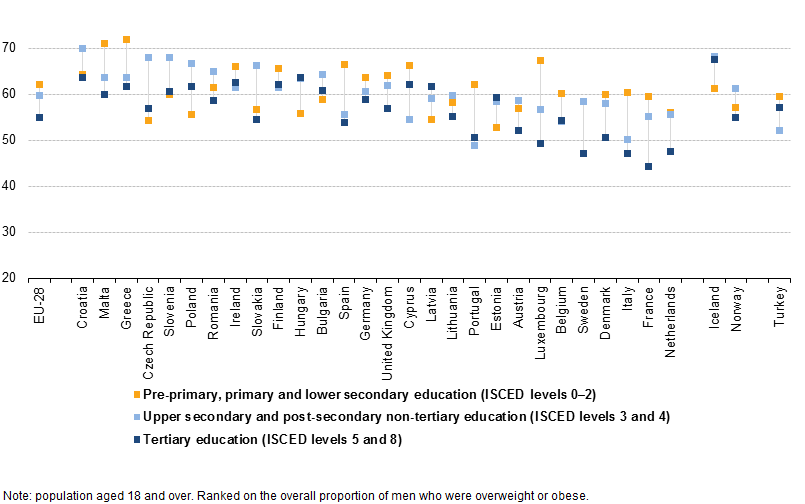 70
60
50
40
30
20
EU-28
Croatia
Malta
Greece
Czech Republic
Slovenia
Poland
Romania
Ireland
Slovakia
Finland
Hungary
Bulgaria
Spain
Germany
United Kingdom
Cyprus
Latvia
Lithuania
Portugal
Estonia
Austria
Luxembourg
Belgium
Sweden
Denmark
Italy
France
Netherlands
Iceland
Norway
Turkey
Pre-primary, primary and lower secondary education (ISCED levels 0–2)
Upper secondary and post-secondary non-tertiary education (ISCED levels 3 and 4)
Tertiary education (ISCED levels 5 and 8)
Note: population aged 18 and over. Ranked on the overall proportion of men who were overweight or obese.